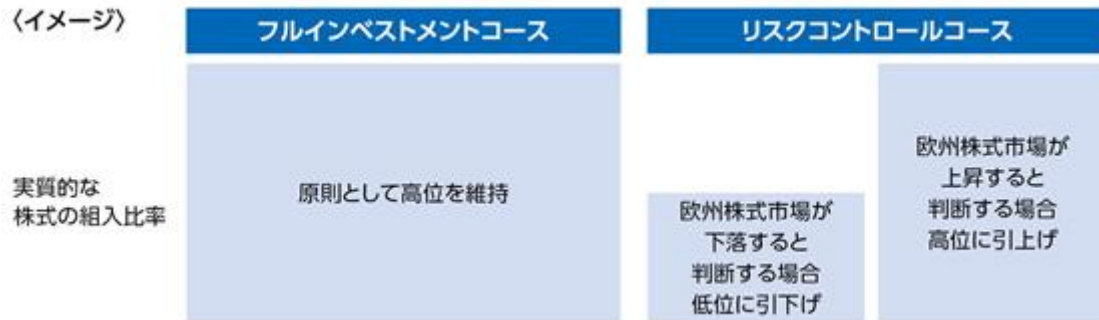 〈イメージ〉
フルインベストメントコース
リスクコントロールコース
実質的な
株式の組入比率
原則として高位を維持
欧州株式市場が
下落すると
判断する場合
低位に引下げ
欧州株式市場が
上昇すると
判断する場合
高位に引上げ